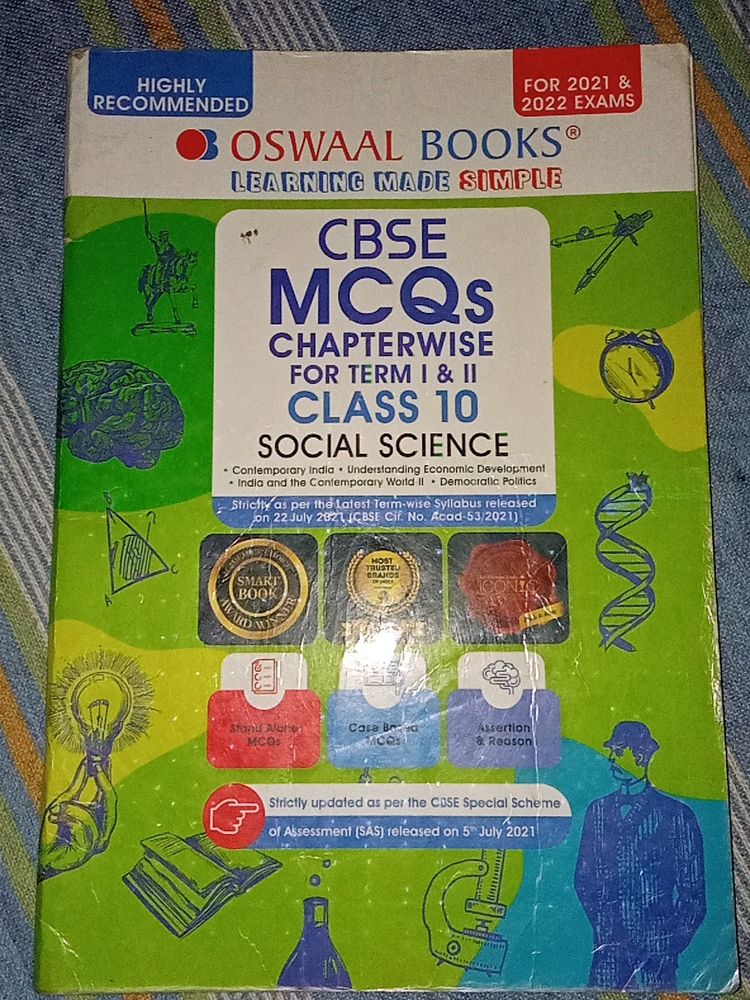 HIGHLY
RECOMMENDED
FOR 2021 &
2022 EXAMS
OSWAAL BOOKS®
LEARNING MADE SIMPLE
CBSE
MCQs
CHAPTERWISE
FOR TERM I & II
CLASS 10
SOCIAL SCIENCE
• Contemporary India • Understanding Economic Development
• India and the Contemporary World II • Democratic Politics
Strictly as per the Latest Term-wise Syllabus released
on 22 July 2021 (CBSE Cir. No. Acad-53/2021)
SMART
BOOK
AWARD WINNER
MOST
TRUSTED
BRANDS
OF INDIA
Stand Alone
MCQs
Case Based
MCQs
Assertion
& Reason
Strictly updated as per the CBSE Special Scheme
of Assessment (SAS) released on 5th July 2021
A
B
C